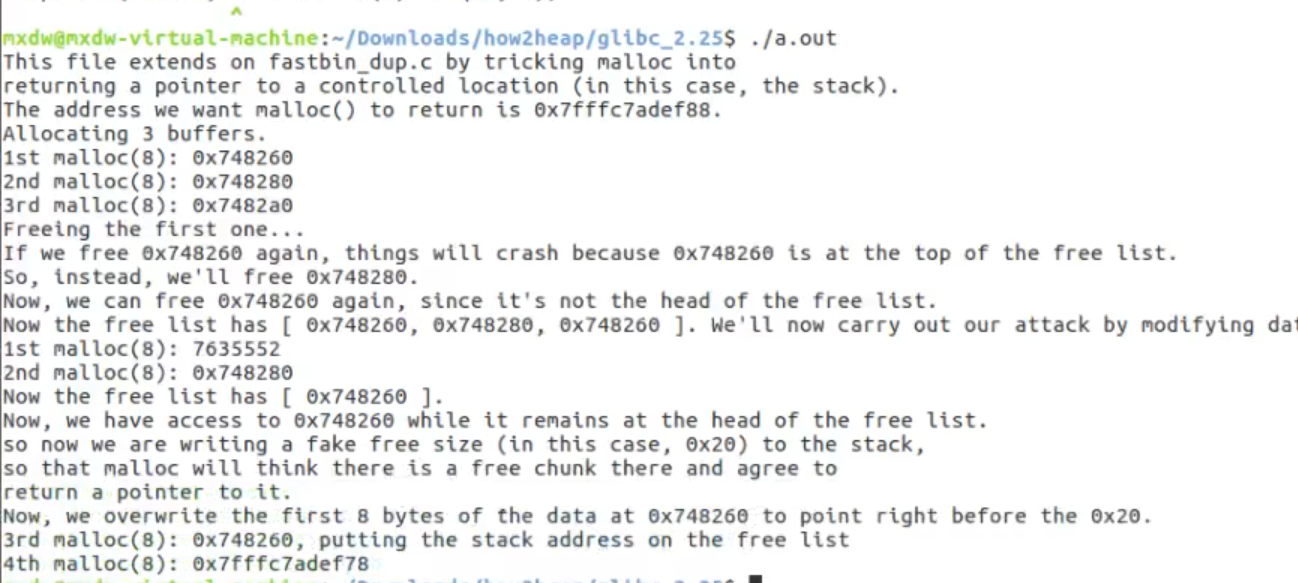 mxdw@mxdw-virtual-machine:~/Downloads/how2heap/glibc_2.25$ ./a.out
This file extends on fastbin_dup.c by tricking malloc into
returning a pointer to a controlled location (in this case, the stack).
The address we want malloc() to return is 0x7fffc7adef88.
Allocating 3 buffers.
1st malloc(8): 0x748260
2nd malloc(8): 0x748280
3rd malloc(8): 0x7482a0
Freeing the first one...
If we free 0x748260 again, things will crash because 0x748260 is at the top of the free list.
So, instead, we'll free 0x748280.
Now, we can free 0x748260 again, since it's not the head of the free list.
Now the free list has [ 0x748260, 0x748280, 0x748260 ]. We'll now carry out our attack by modifying dat
1st malloc(8): 7635552
2nd malloc(8): 0x748280
Now the free list has [ 0x748260 ].
Now, we have access to 0x748260 while it remains at the head of the free list.
so now we are writing a fake free size (in this case, 0x20) to the stack,
so that malloc will think there is a free chunk there and agree to
return a pointer to it.
Now, we overwrite the first 8 bytes of the data at 0x748260 to point right before the 0x20.
3rd malloc(8): 0x748260, putting the stack address on the free list
4th malloc(8): 0x7fffc7adef78